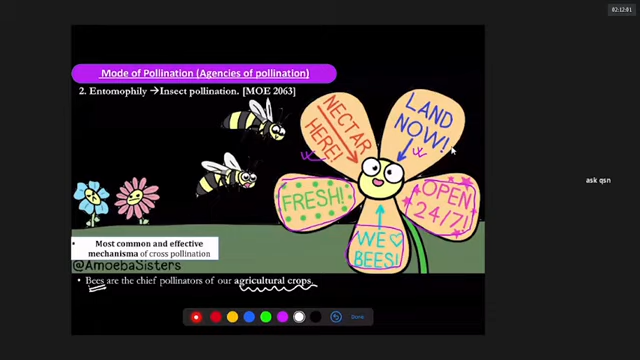 02:12:01
Mode of Pollination (Agencies of pollination)
2. Entomophily →Insect pollination. [MOE 2063]
NECTAR
HERE!
LAND
NOW!
FRESH!
OPEN
24/7!
WE ♡
BEES!
ask qsn
• Most common and effective
mechanisma of cross pollination
@AmoebaSisters
• Bees are the chief pollinators of our agricultural crops.
Done